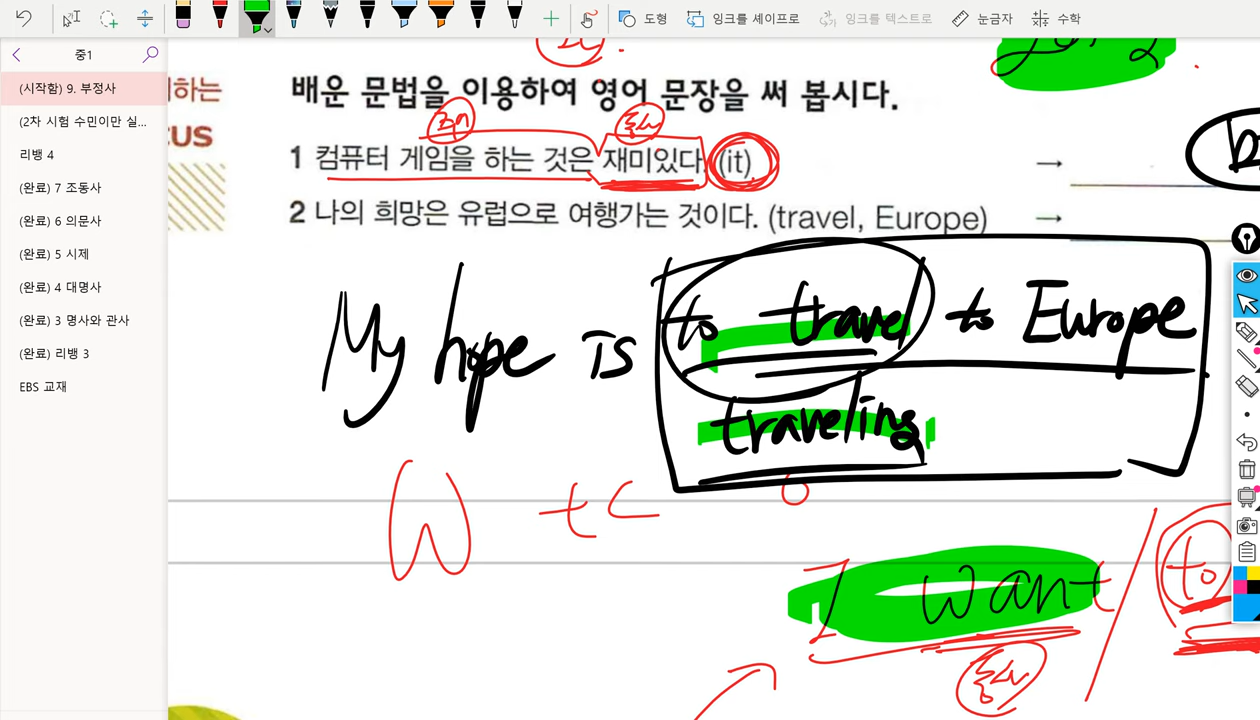 도형
잉크를 셰이프로
잉크를 텍스트로
눈금자
수학
중1
(시작함) 9. 부정사
(2차 시험 수민이만 실...
리뱅 4
(완료) 7 조동사
(완료) 6 의문사
(완료) 5 시제
(완료) 4 대명사
(완료) 3 명사와 관사
(완료) 리뱅 3
EBS 교재
하는
cus
배운 문법을 이용하여 영어 문장을 써 봅시다.
동사
1 컴퓨터 게임을 하는 것은 재미있다. (it) →
2 나의 희망은 유럽으로 여행가는 것이다. (travel, Europe) →
My hope is to travel to Europe
traveling
I want / to
동사